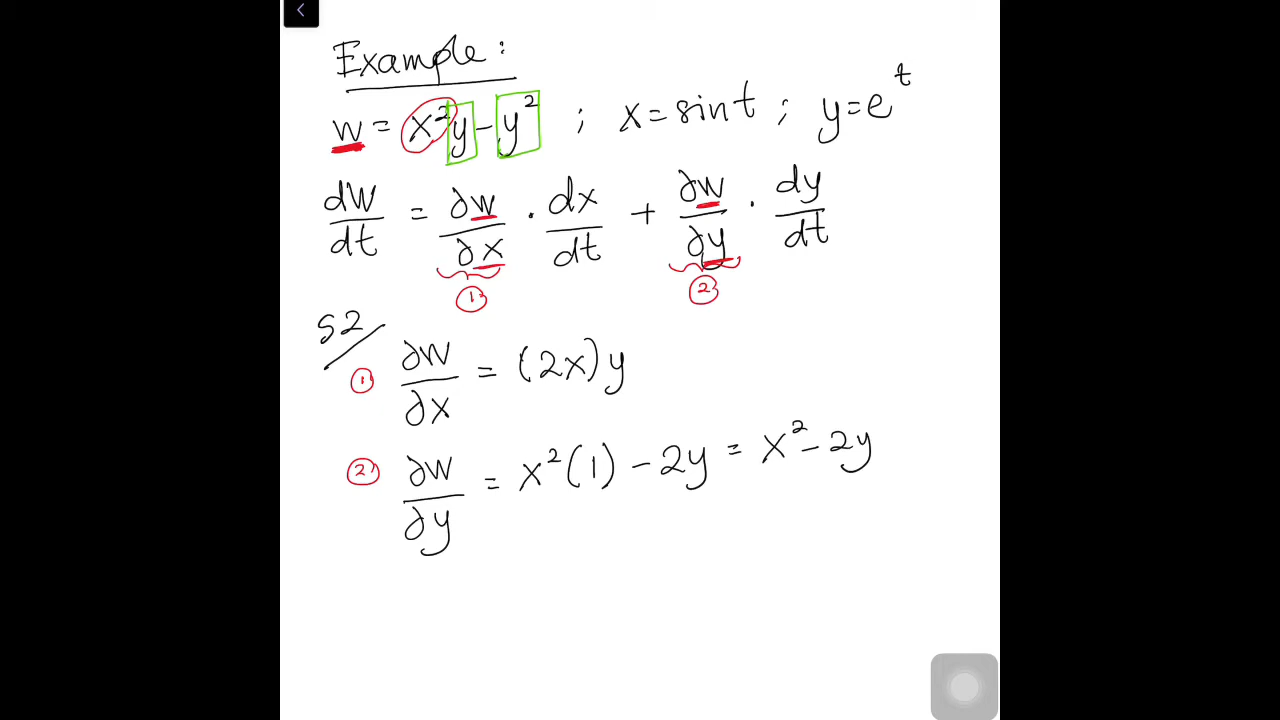 Example:
w = x²y - y² ; x = sin t ; y = e^t
dw/dt = ∂w/∂x · dx/dt + ∂w/∂y · dy/dt
① ②
S2/
① ∂w/∂x = (2x)y
② ∂w/∂y = x²(1) - 2y = x² - 2y